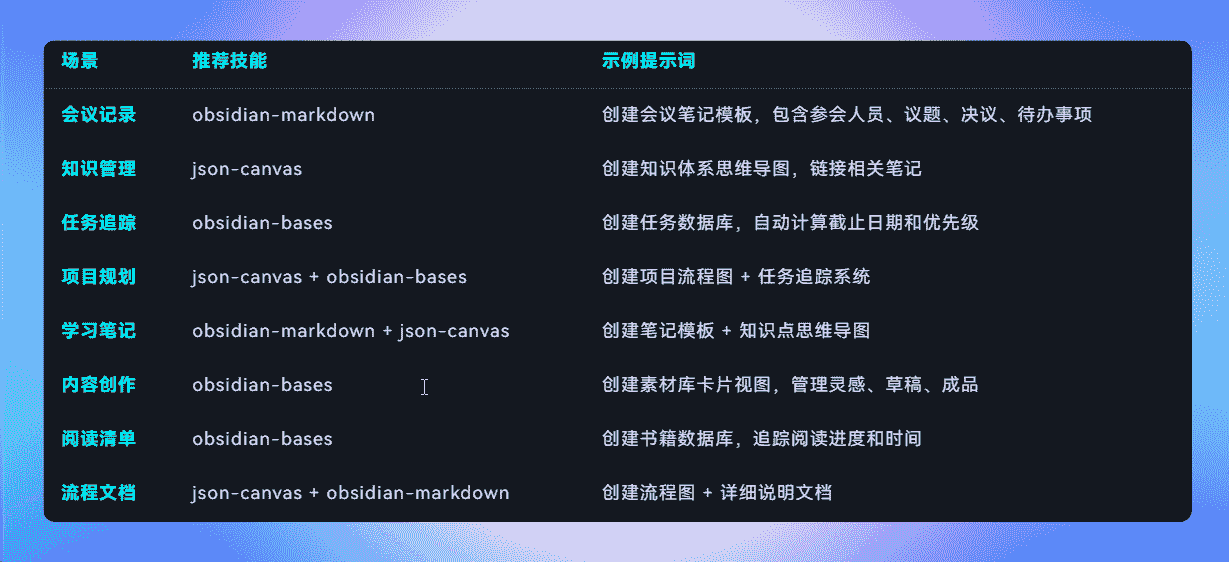 场景 推荐技能 示例提示词
会议记录 obsidian-markdown 创建会议笔记模板，包含参会人员、议题、决议、待办事项
知识管理 json-canvas 创建知识体系思维导图，链接相关笔记
任务追踪 obsidian-bases 创建任务数据库，自动计算截止日期和优先级
项目规划 json-canvas + obsidian-bases 创建项目流程图 + 任务追踪系统
学习笔记 obsidian-markdown + json-canvas 创建笔记模板 + 知识点思维导图
内容创作 obsidian-bases 创建素材库卡片视图，管理灵感、草稿、成品
阅读清单 obsidian-bases 创建书籍数据库，追踪阅读进度和时间
流程文档 json-canvas + obsidian-markdown 创建流程图 + 详细说明文档